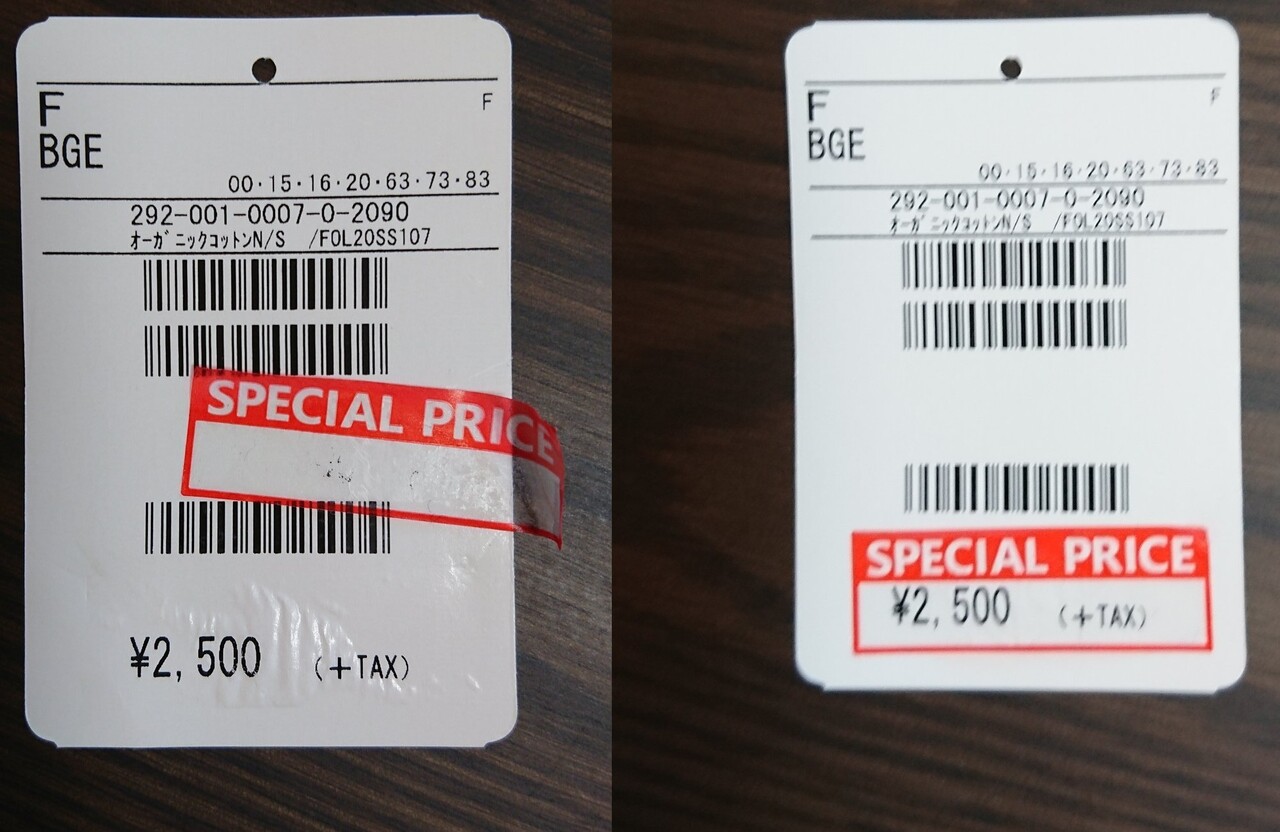 F
F
BGE
00・15・16・20・63・73・83
292-001-0007-0-2090
ｵｰｶﾞﾆｯｸｺｯﾄﾝN/S /FOL20SS107
SPECIAL PRICE
¥2,500 (+TAX)
F
F
BGE
00・15・16・20・63・73・83
292-001-0007-0-2090
ｵｰｶﾞﾆｯｸｺｯﾄﾝN/S /FOL20SS107
SPECIAL PRICE
¥2,500 (+TAX)